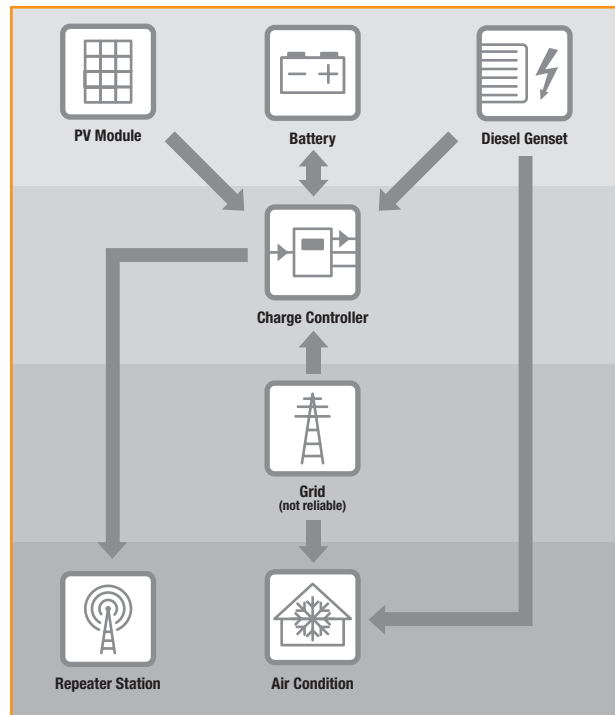 PV Module
Battery
Diesel Genset
Charge Controller
Grid
(not reliable)
Repeater Station
Air Condition